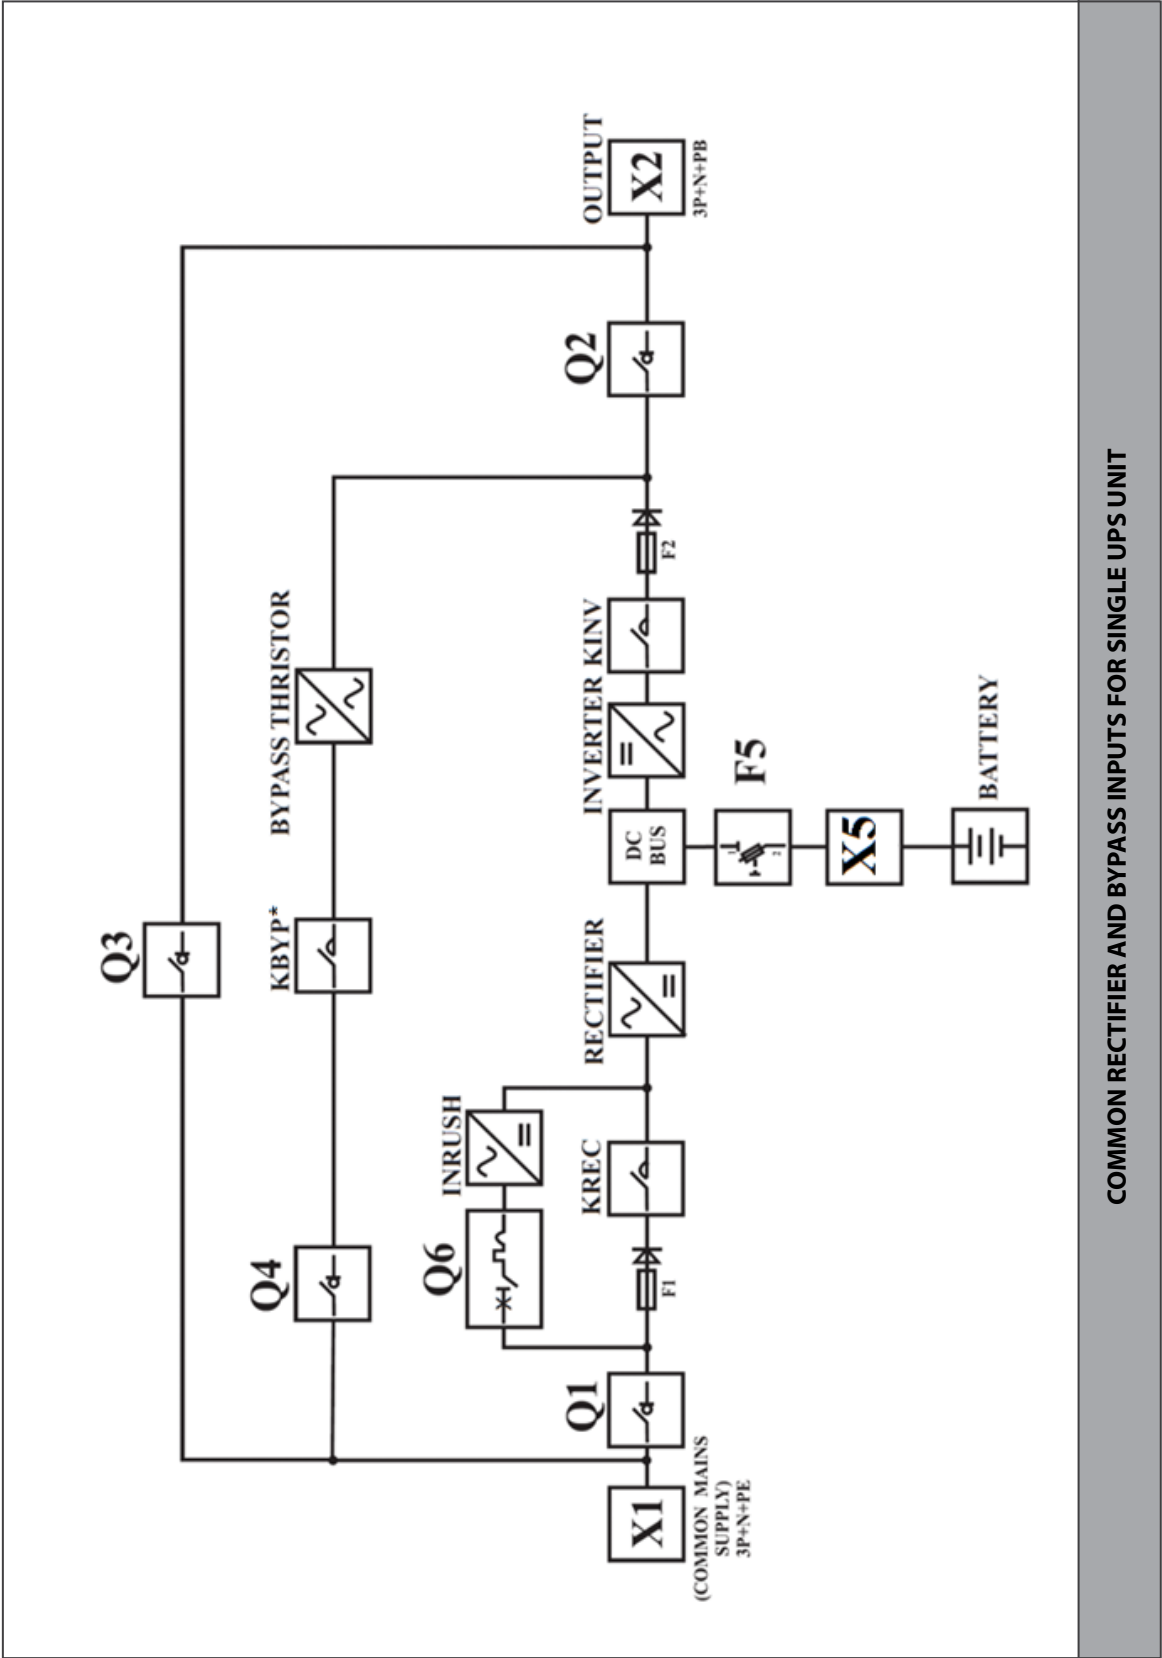 Q3
Q4
KBYP*
BYPASS THRISTOR
Q6
INRUSH
X1
(COMMON MAINS
SUPPLY)
3P+N+PE
Q1
F1
KREC
RECTIFIER
DC
BUS
INVERTER
KINV
F2
Q2
OUTPUT
X2
3P+N+PB
F5
1
2
X5
BATTERY
COMMON RECTIFIER AND BYPASS INPUTS FOR SINGLE UPS UNIT